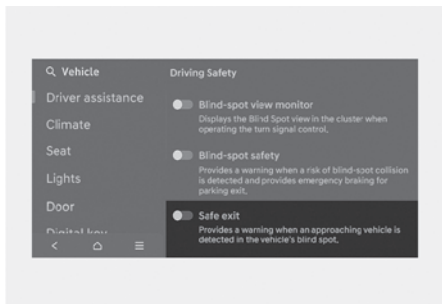 Vehicle
Driver assistance
Climate
Seat
Lights
Door
Digital key
Driving Safety
Blind-spot view monitor
Displays the Blind Spot view in the cluster when
operating the turn signal control.
Blind-spot safety
Provides a warning when a risk of blind-spot collision
is detected and provides emergency braking for
parking exit.
Safe exit
Provides a warning when an approaching vehicle is
detected in the vehicle's blind spot.